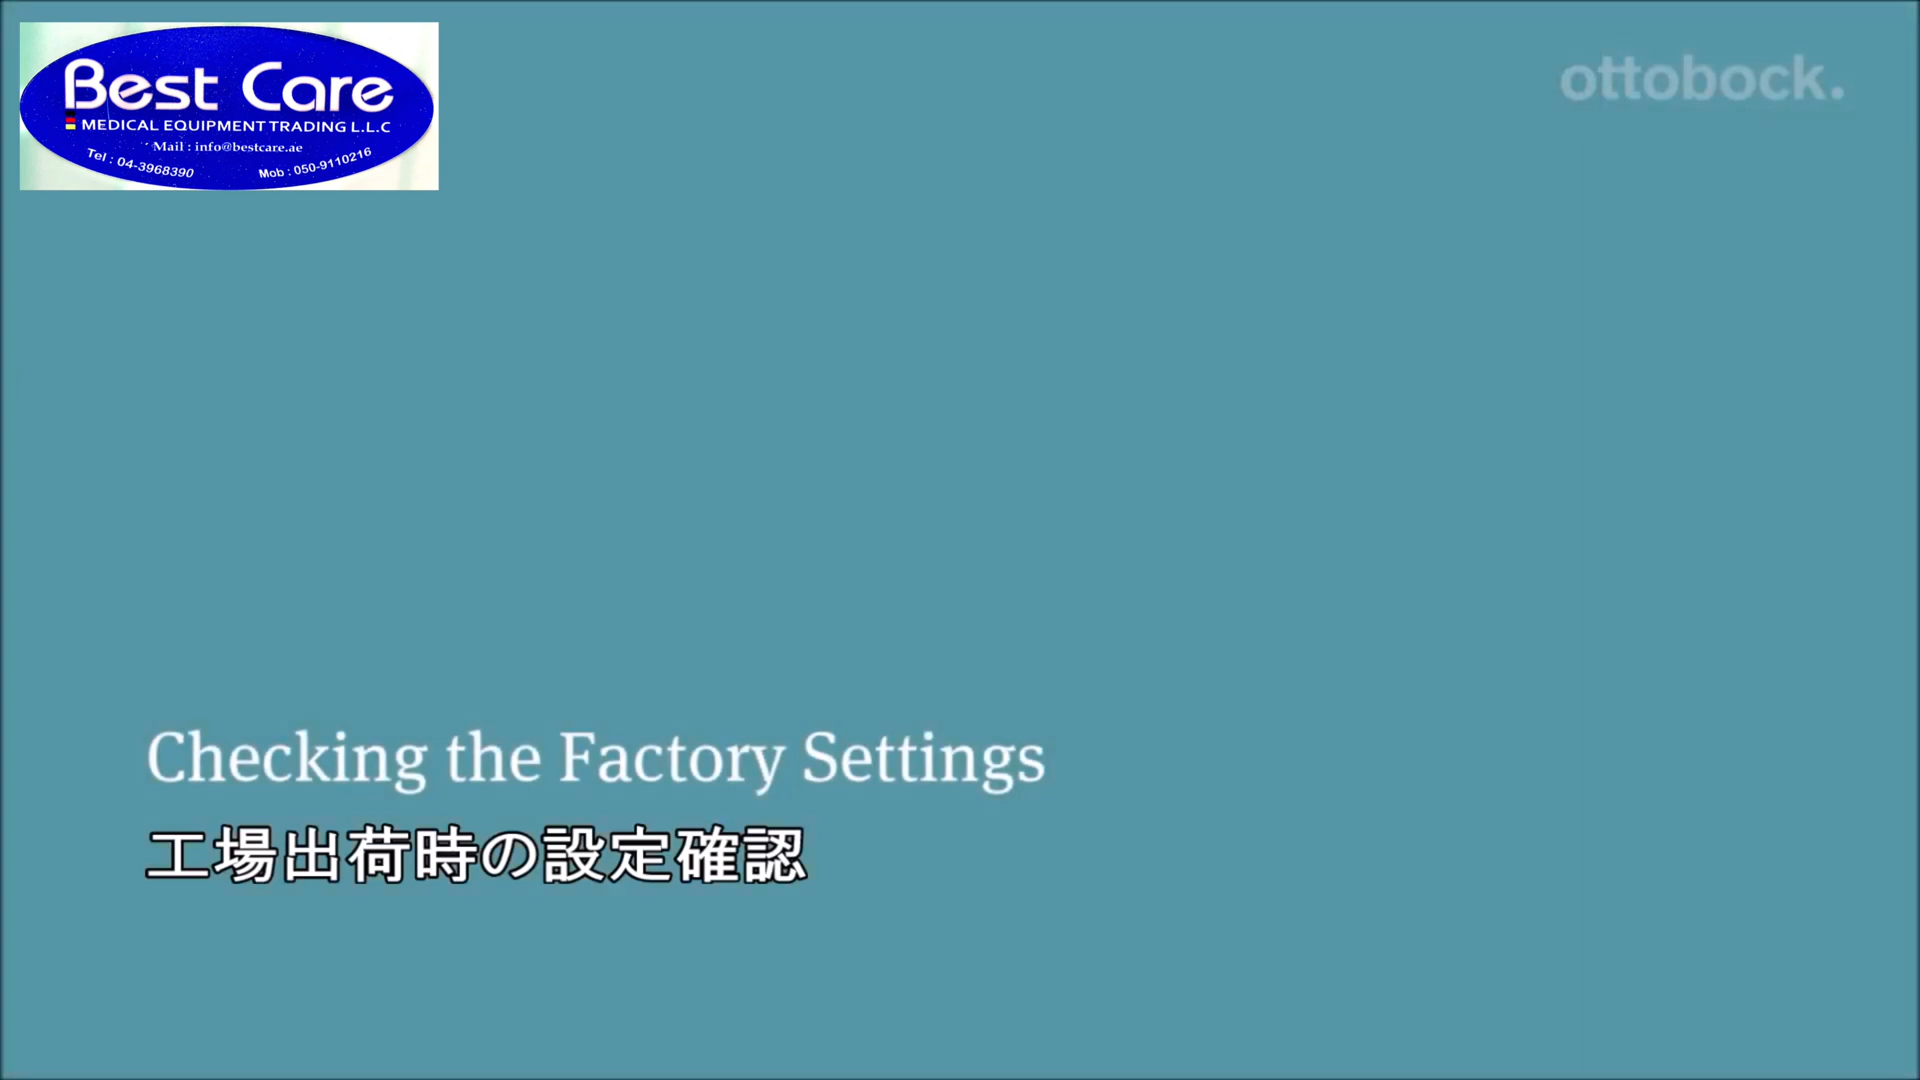 Best Care
MEDICAL EQUIPMENT TRADING L.L.C
Mail : info@bestcare.ae
Tel : 04-3968390
Mob : 050-9110216
ottobock.
Checking the Factory Settings
工場出荷時の設定確認